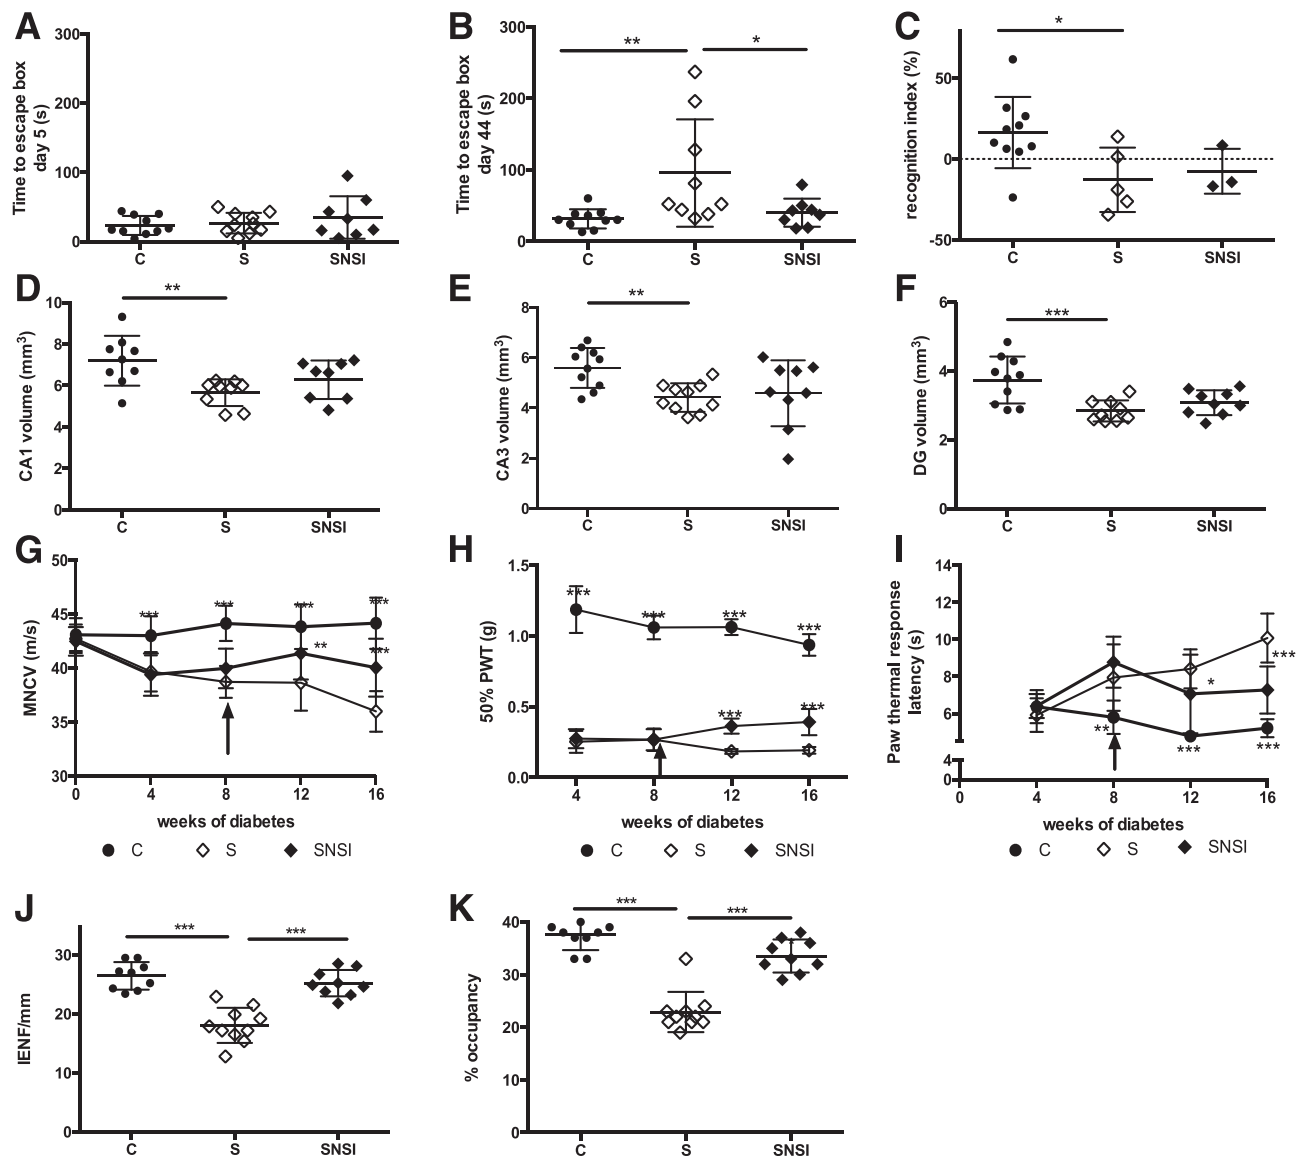 A
Time to escape box
day 5 (s)
300
200
100
0
C S SNSI
B
Time to escape box
day 44 (s)
300
200
100
0
** *
C S SNSI
C
recognition index (%)
50
0
-50
*
C S SNSI
D
CA1 volume (mm3)
10
8
6
4
2
0
**
C S SNSI
E
CA3 volume (mm3)
8
6
4
2
0
**
C S SNSI
F
DG volume (mm3)
6
4
2
0
***
C S SNSI
G
MNCV (m/s)
50
45
40
35
30
*** *** *** ***
** ***
0 4 8 12 16
weeks of diabetes
C S SNSI
H
50% PWT (g)
1.5
1.0
0.5
0.0
*** *** *** ***
*** ***
4 8 12 16
weeks of diabetes
C S SNSI
I
Paw thermal response
latency (s)
14
12
10
8
6
4
0
***
*
** *** ***
0 4 8 12 16
weeks of diabetes
C S SNSI
J
IENF/mm
30
20
10
0
*** ***
C S SNSI
K
% occupancy
40
30
20
10
0
*** ***
C S SNSI